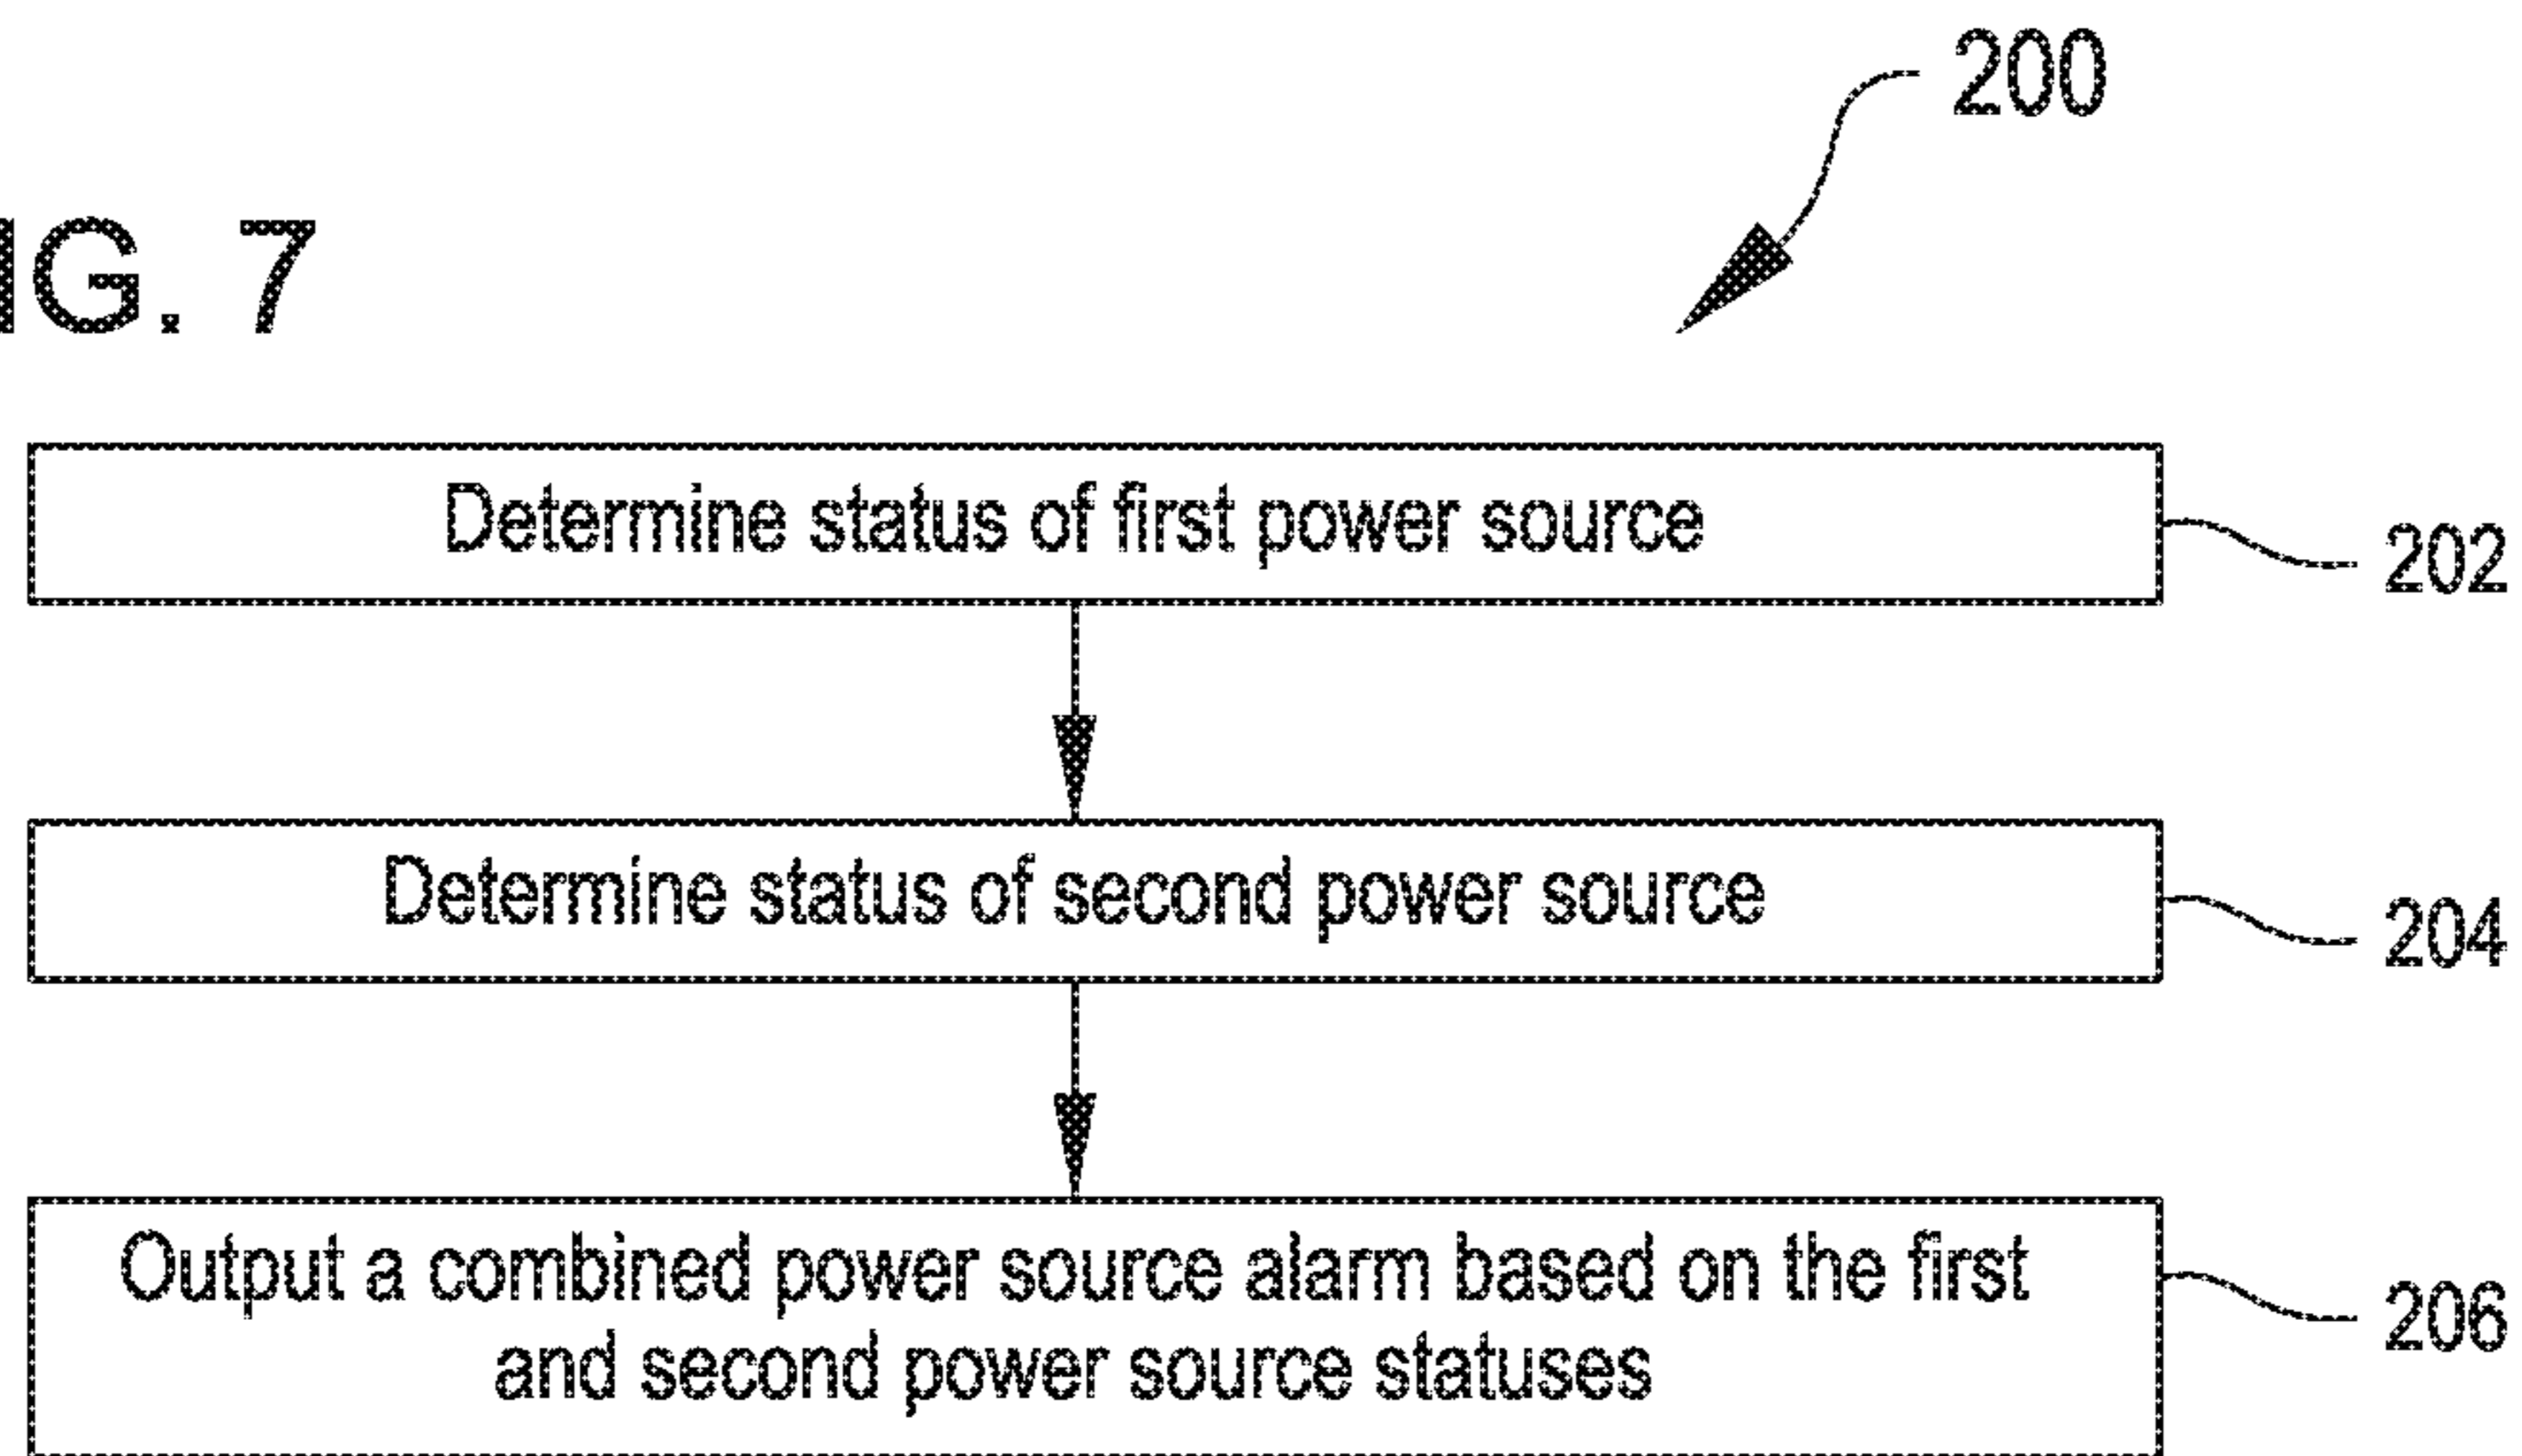 200
IG. 7
Determine status of first power source
202
Determine status of second power source
204
Output a combined power source alarm based on the first
and second power source statuses
206